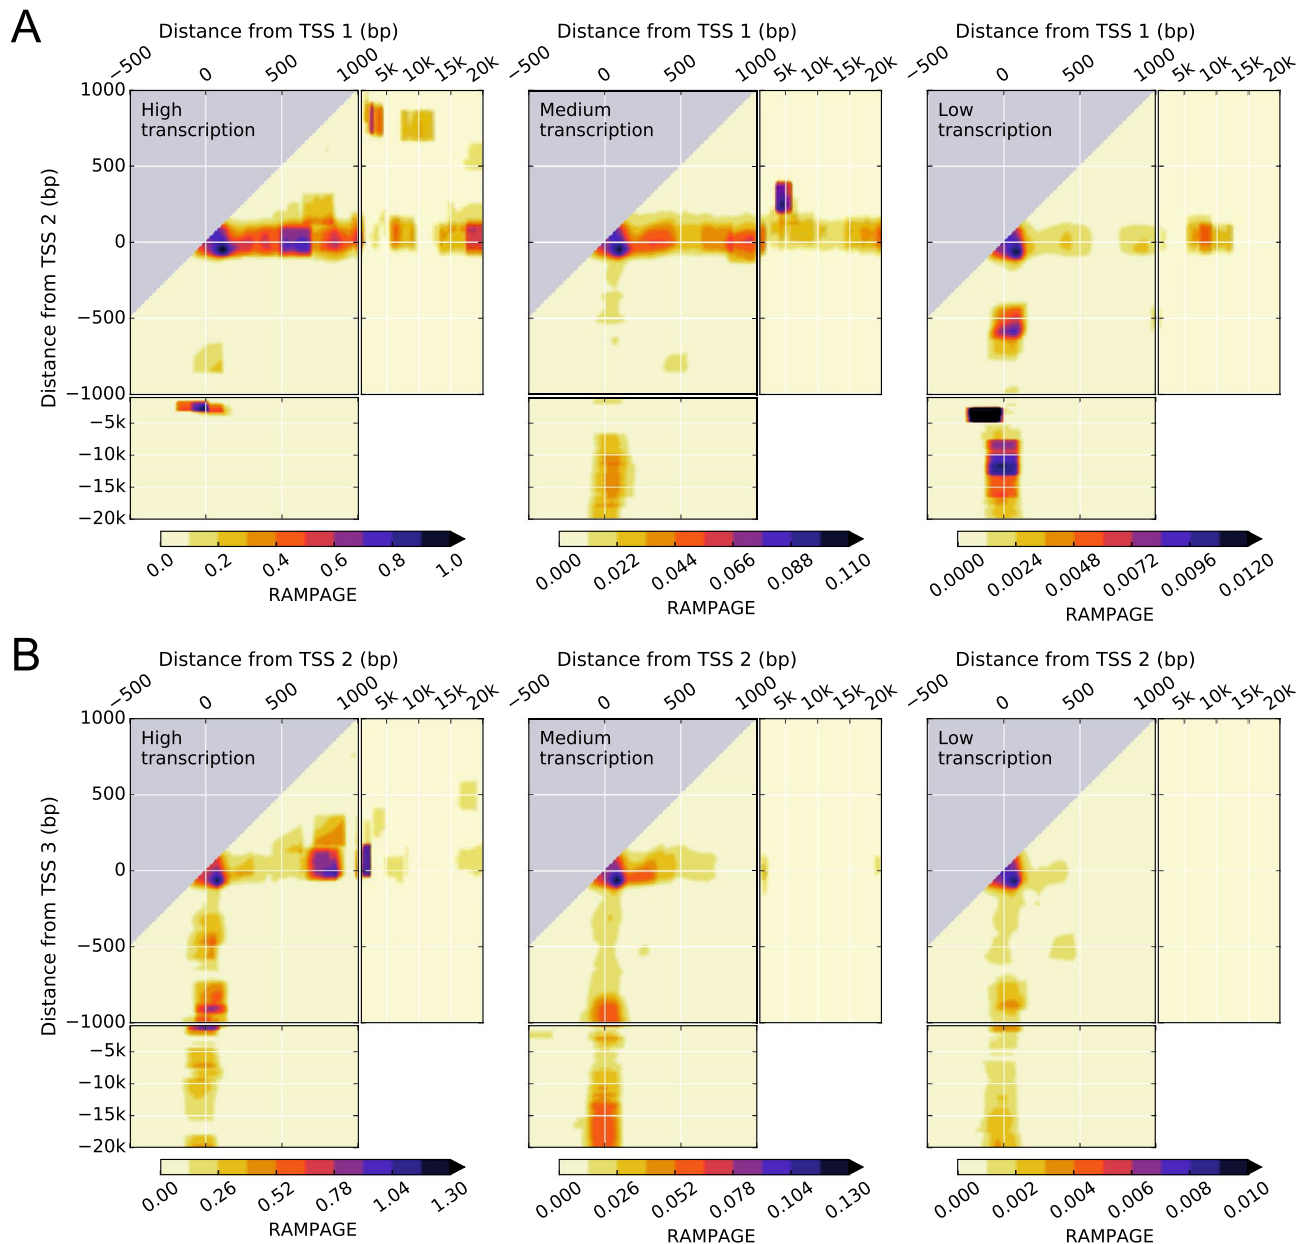 A
Distance from TSS 1 (bp) Distance from TSS 1 (bp) Distance from TSS 1 (bp)
−500 0 500 1000 5k 10k 15k 20k −500 0 500 1000 5k 10k 15k 20k −500 0 500 1000 5k 10k 15k 20k
Distance from TSS 2 (bp)
1000
500
0
−500
−1000
−5k
−10k
−15k
−20k
High
transcription
Medium
transcription
Low
transcription
0.0 0.2 0.4 0.6 0.8 1.0
RAMPAGE
0.000 0.022 0.044 0.066 0.088 0.110
RAMPAGE
0.0000 0.0024 0.0048 0.0072 0.0096 0.0120
RAMPAGE
B
Distance from TSS 2 (bp) Distance from TSS 2 (bp) Distance from TSS 2 (bp)
−500 0 500 1000 5k 10k 15k 20k −500 0 500 1000 5k 10k 15k 20k −500 0 500 1000 5k 10k 15k 20k
Distance from TSS 3 (bp)
1000
500
0
−500
−1000
−5k
−10k
−15k
−20k
High
transcription
Medium
transcription
Low
transcription
0.00 0.26 0.52 0.78 1.04 1.30
RAMPAGE
0.000 0.026 0.052 0.078 0.104 0.130
RAMPAGE
0.000 0.002 0.004 0.006 0.008 0.010
RAMPAGE